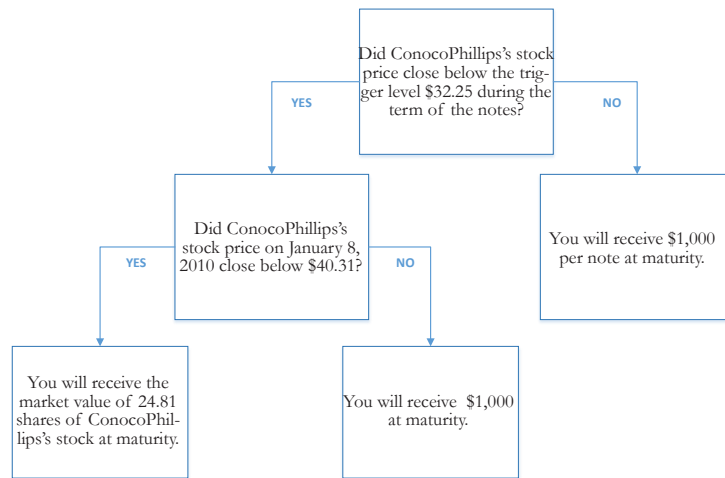 Did ConocoPhillips's stock
price close below the trig-
ger level $32.25 during the
term of the notes?
YES
NO
Did ConocoPhillips's
stock price on January 8,
2010 close below $40.31?
You will receive $1,000
per note at maturity.
YES
NO
You will receive the
market value of 24.81
shares of ConocoPhil-
lips's stock at maturity.
You will receive  $1,000
at maturity.